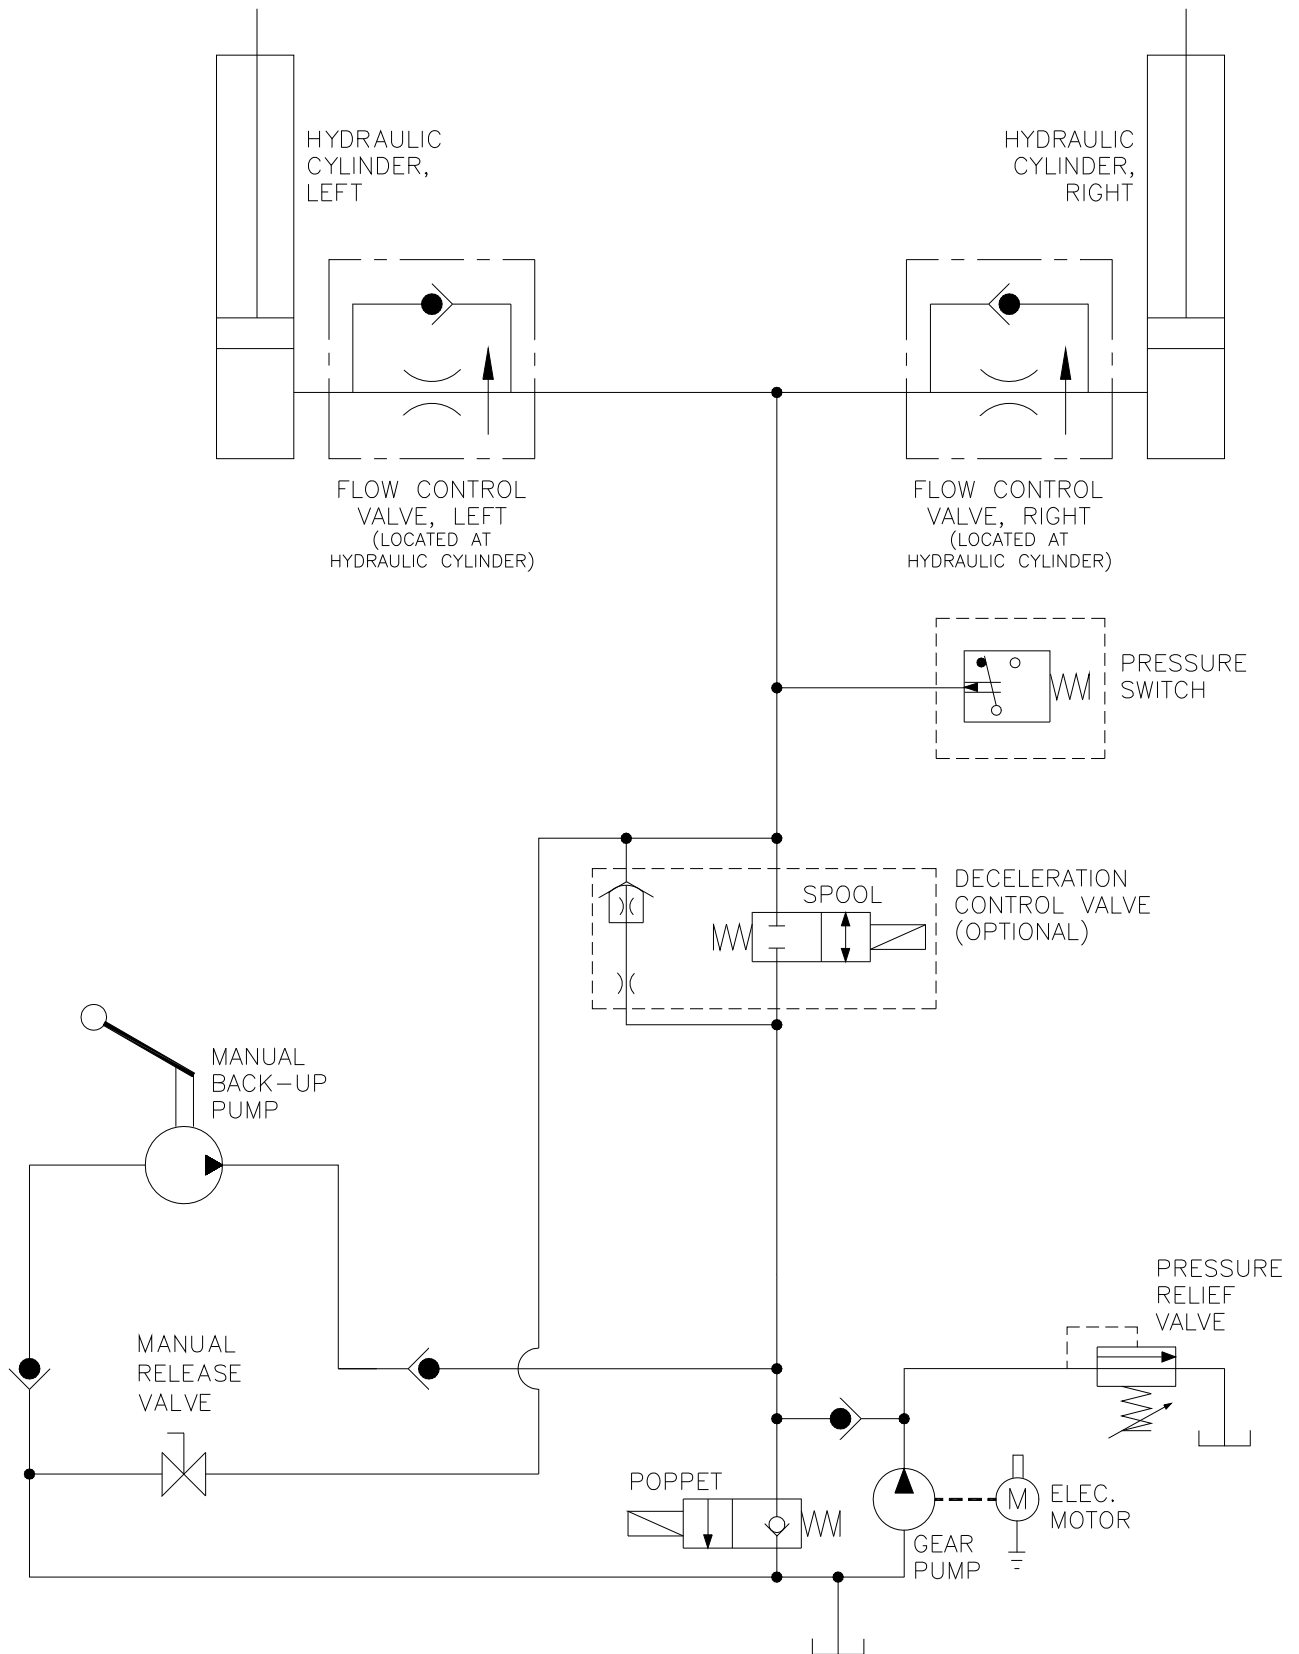 HYDRAULIC
CYLINDER,
LEFT
HYDRAULIC
CYLINDER,
RIGHT
FLOW CONTROL
VALVE, LEFT
(LOCATED AT
HYDRAULIC CYLINDER)
FLOW CONTROL
VALVE, RIGHT
(LOCATED AT
HYDRAULIC CYLINDER)
PRESSURE
SWITCH
DECELERATION
CONTROL VALVE
(OPTIONAL)
SPOOL
MANUAL
BACK-UP
PUMP
PRESSURE
RELIEF
VALVE
MANUAL
RELEASE
VALVE
POPPET
M
ELEC.
MOTOR
GEAR
PUMP